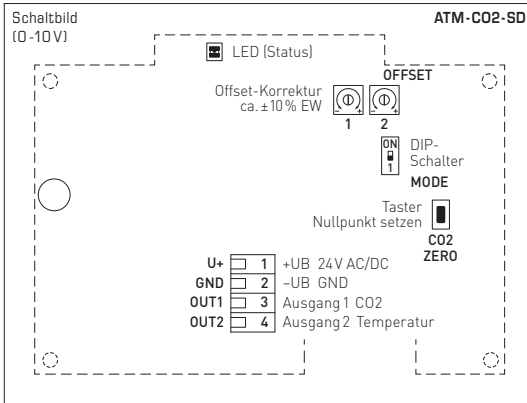 Schaltbild
(0 -10 V)
ATM-CO2-SD
LED (Status)
OFFSET
Offset-Korrektur
ca. ± 10 % EW
- + - +
1 2
ON
1
DIP-
Schalter
MODE
Taster
Nullpunkt setzen
CO2
ZERO
U+ 1 +UB 24V AC/DC
GND 2 –UB GND
OUT1 3 Ausgang 1 CO2
OUT2 4 Ausgang 2 Temperatur